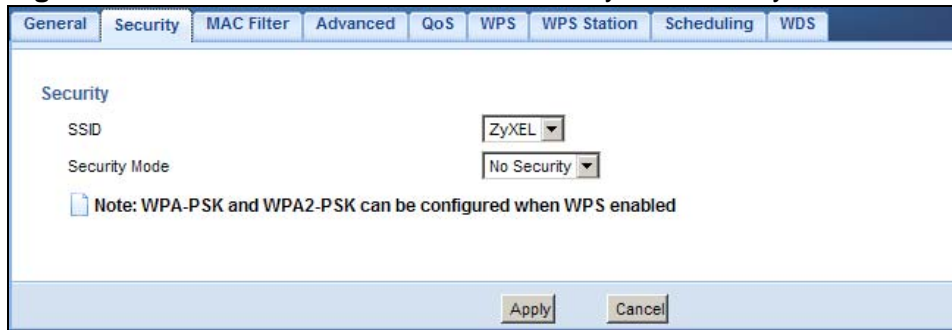 General Security MAC Filter Advanced QoS WPS WPS Station Scheduling WDS
Security
SSID ZyXEL
Security Mode No Security
Note: WPA-PSK and WPA2-PSK can be configured when WPS enabled
Apply Cancel